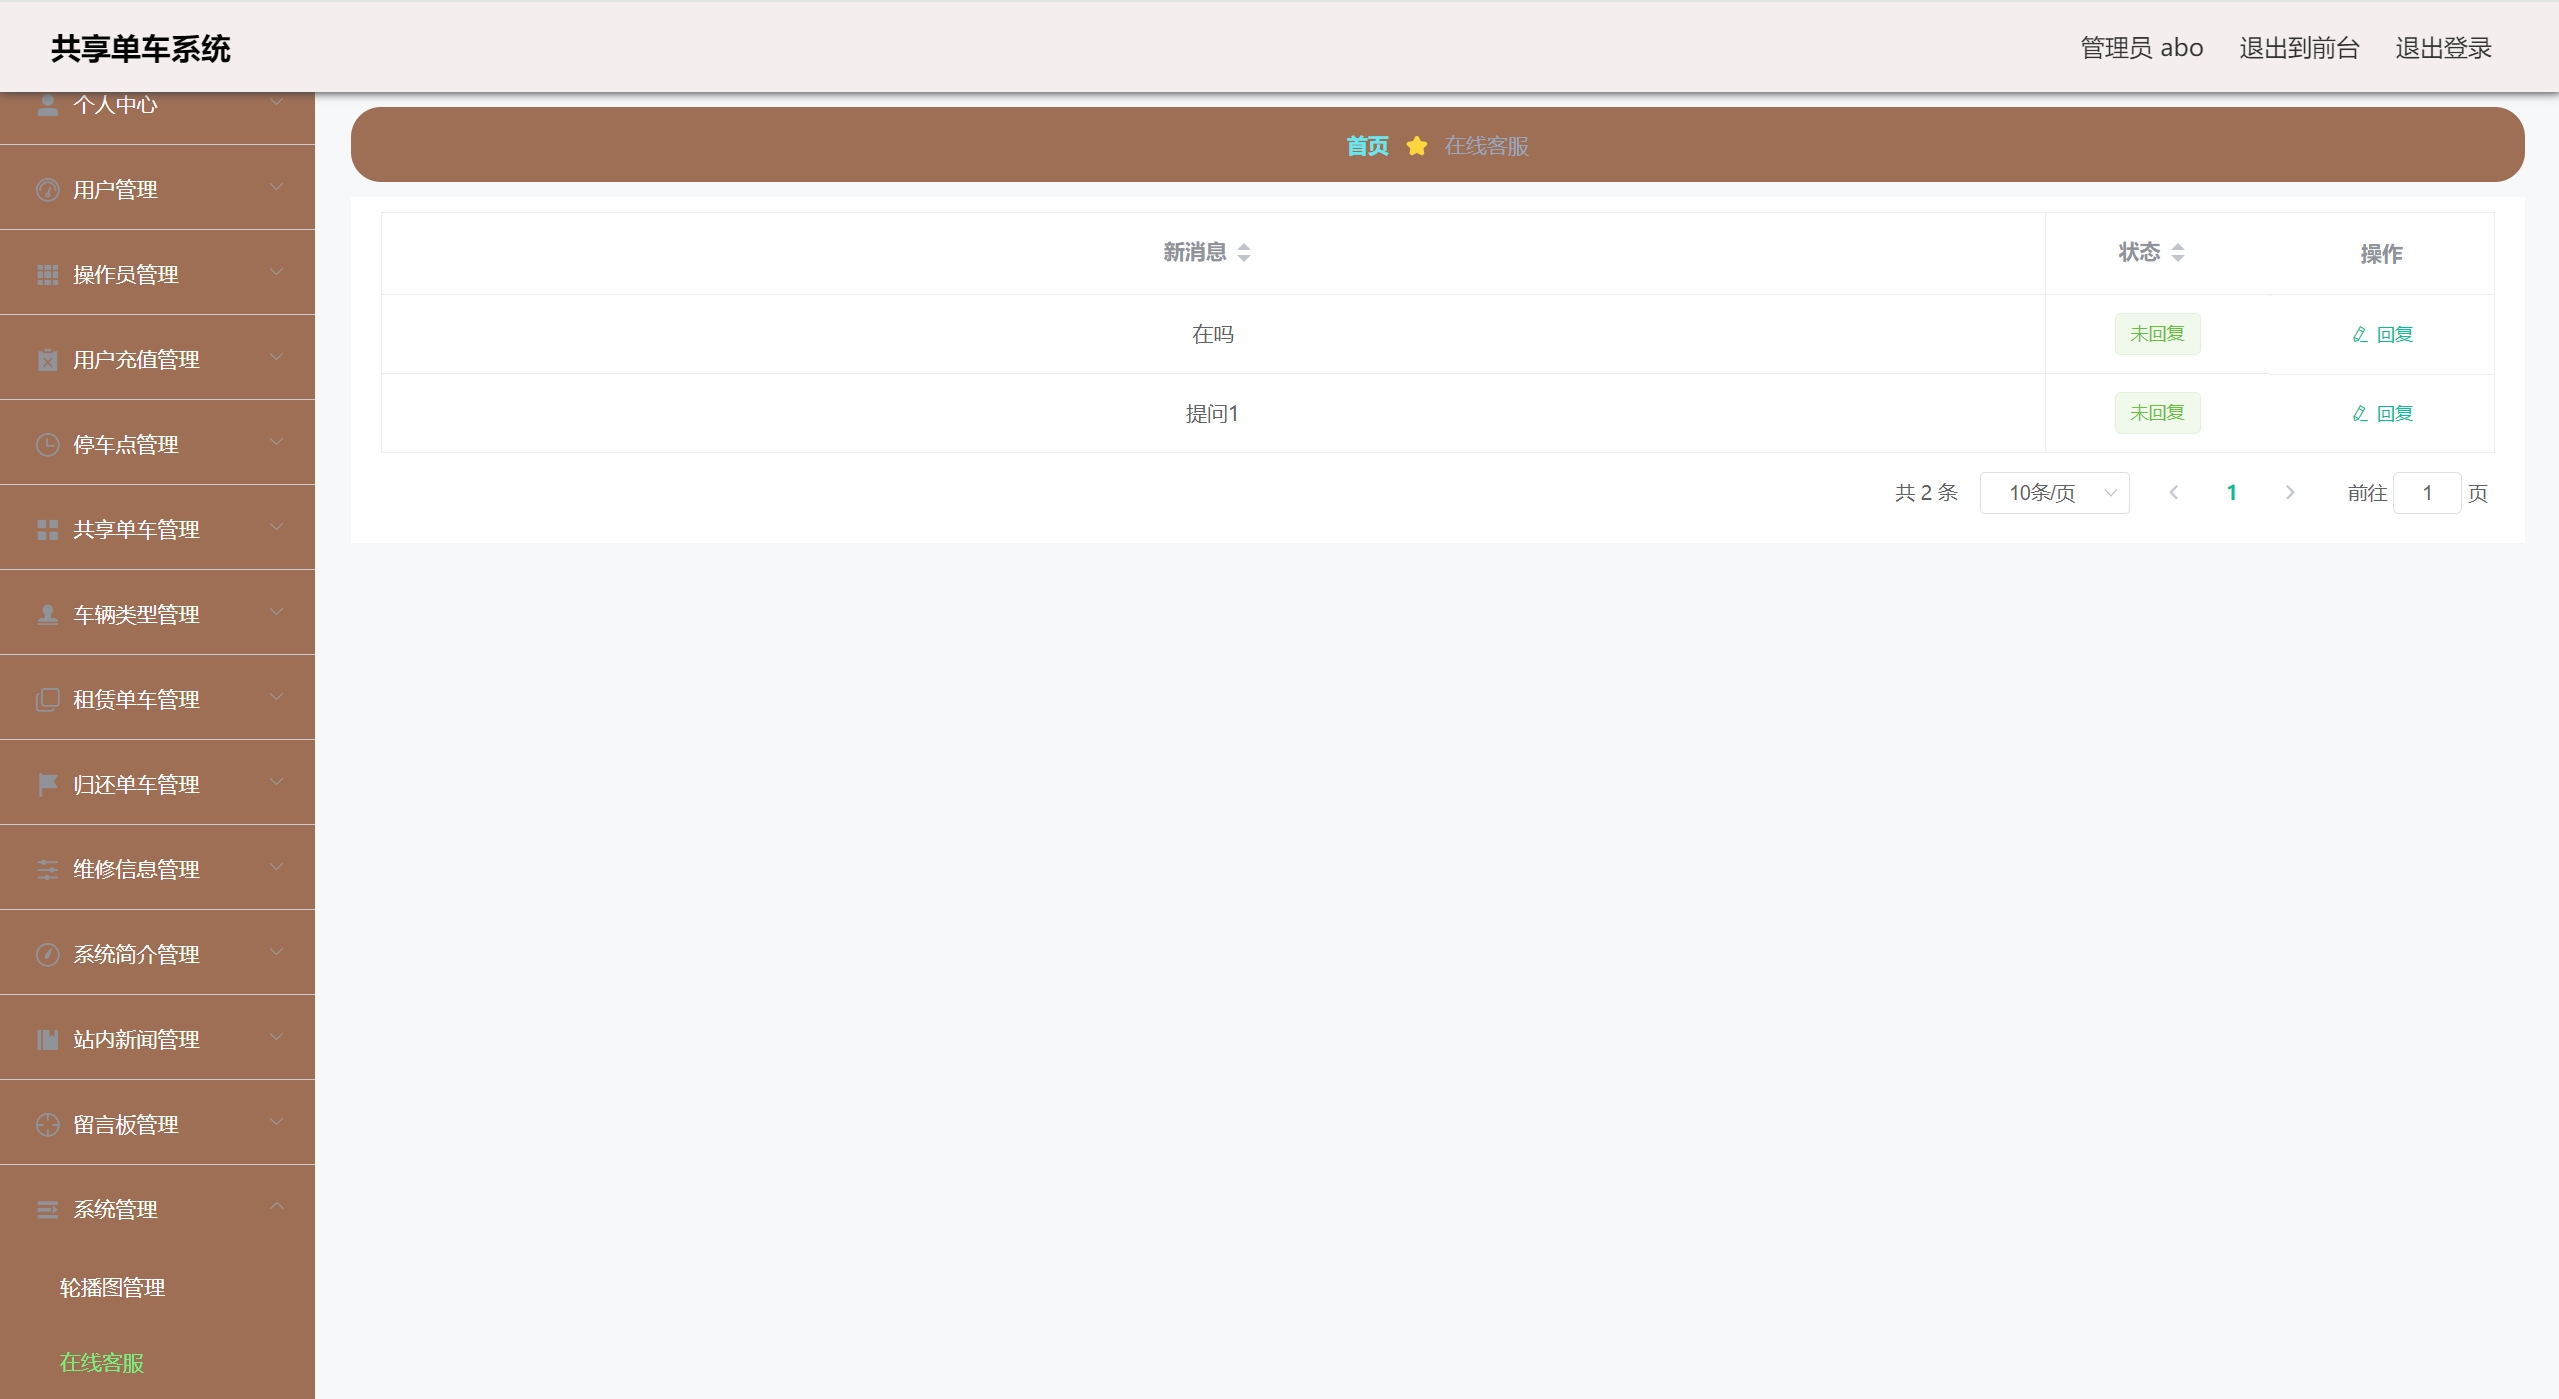 共享单车系统
管理员 abo 退出到前台 退出登录
个人中心
用户管理
操作员管理
用户充值管理
停车点管理
共享单车管理
车辆类型管理
租赁单车管理
归还单车管理
维修信息管理
系统简介管理
站内新闻管理
留言板管理
系统管理
轮播图管理
在线客服
首页 在线客服
新消息 状态 操作
在吗 未回复 回复
提问1 未回复 回复
共 2 条 10条/页 1 前往 1 页